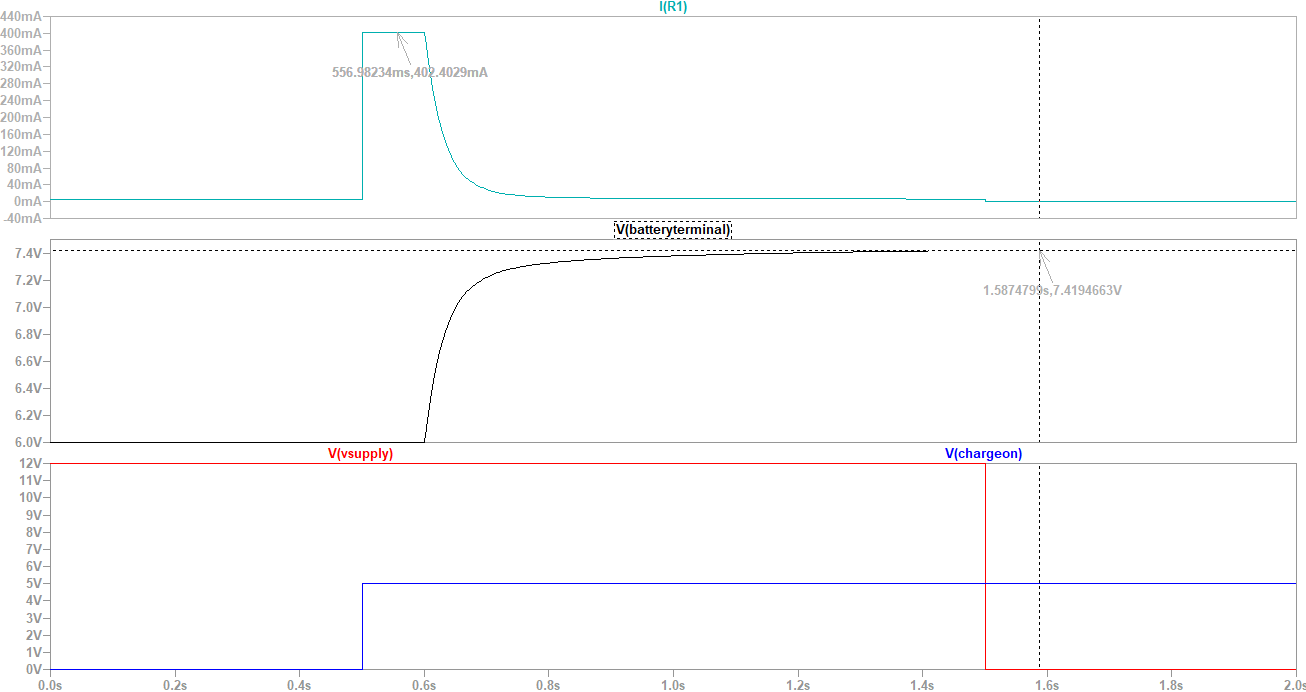 I(R1)
440mA
400mA
360mA
320mA
280mA
240mA
200mA
160mA
120mA
80mA
40mA
0mA
-40mA
556.98234ms,402.4029mA
V(batteryterminal)
7.4V
7.2V
7.0V
6.8V
6.6V
6.4V
6.2V
6.0V
1.5874799s,7.4194663V
V(vsupply) V(chargeon)
12V
11V
10V
9V
8V
7V
6V
5V
4V
3V
2V
1V
0V
0.0s 0.2s 0.4s 0.6s 0.8s 1.0s 1.2s 1.4s 1.6s 1.8s 2.0s